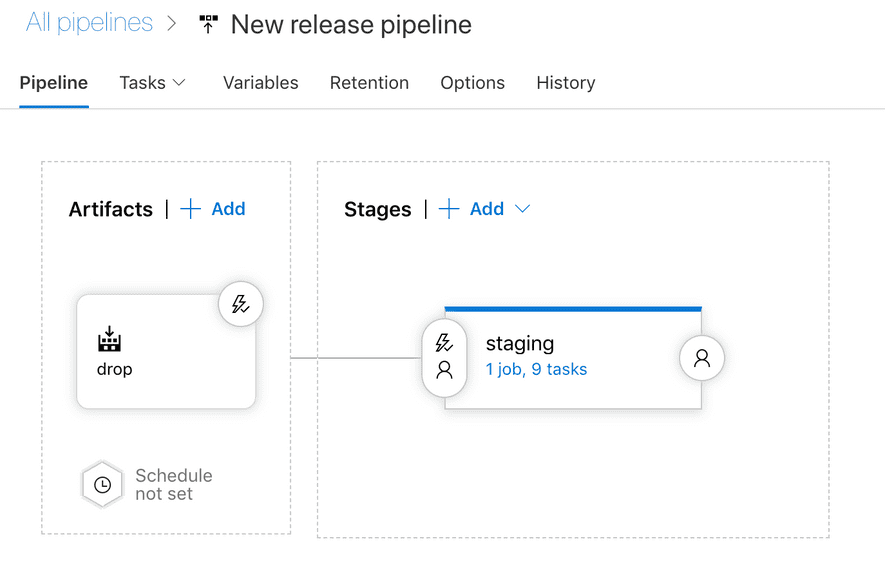 All pipelines > New release pipeline
Pipeline Tasks Variables Retention Options History
Artifacts | + Add
Stages | + Add
drop
staging
1 job, 9 tasks
Schedule
not set